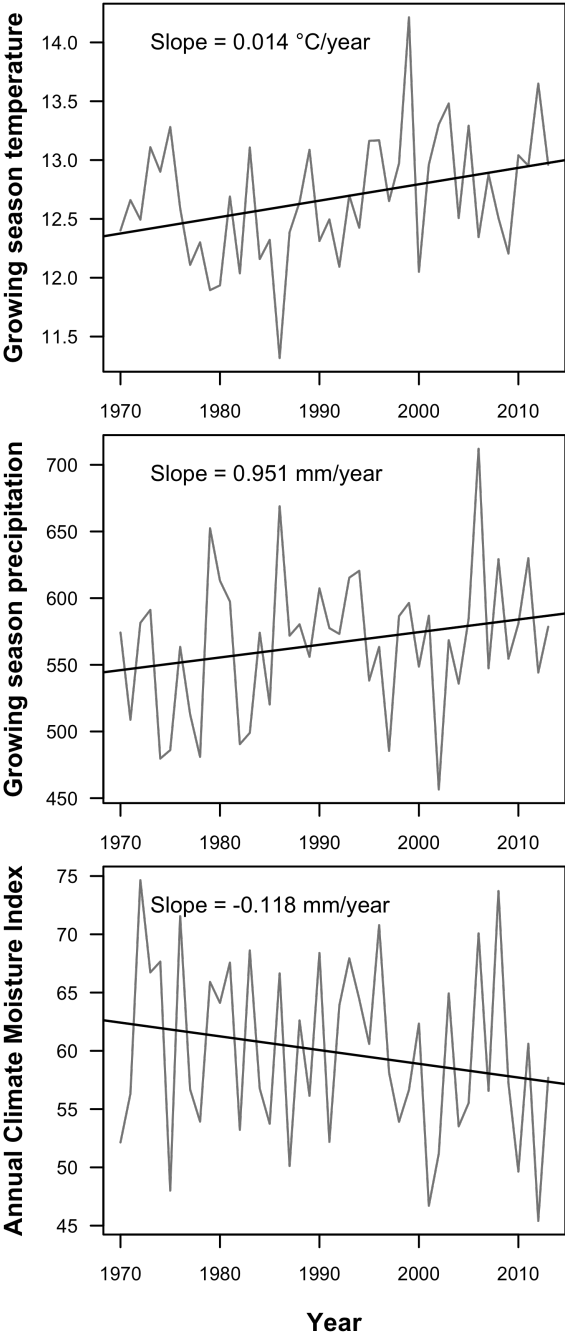 Growing season temperature
Slope = 0.014 °C/year
14.0
13.5
13.0
12.5
12.0
11.5
1970 1980 1990 2000 2010
Growing season precipitation
Slope = 0.951 mm/year
700
650
600
550
500
450
1970 1980 1990 2000 2010
Annual Climate Moisture Index
Slope = -0.118 mm/year
75
70
65
60
55
50
45
1970 1980 1990 2000 2010
Year